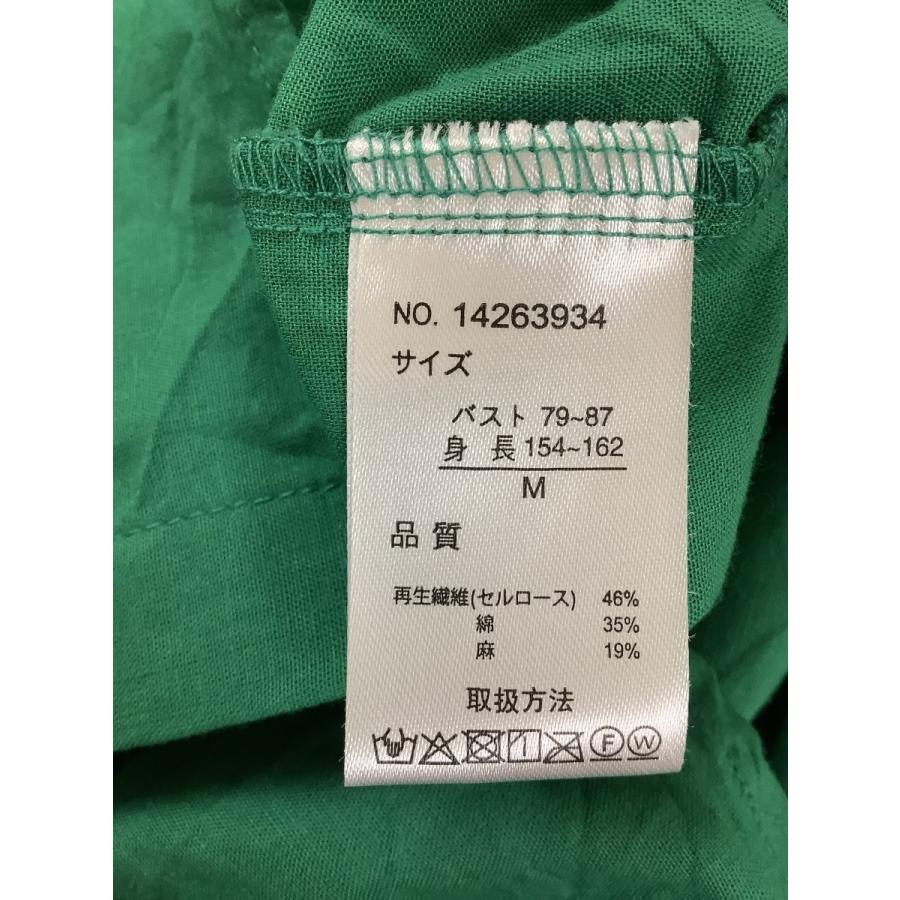 NO. 14263934
サイズ
バスト 79~87
身 長 154~162
M
品 質
再生繊維(セルロース) 46%
綿 35%
麻 19%
取扱方法
F W